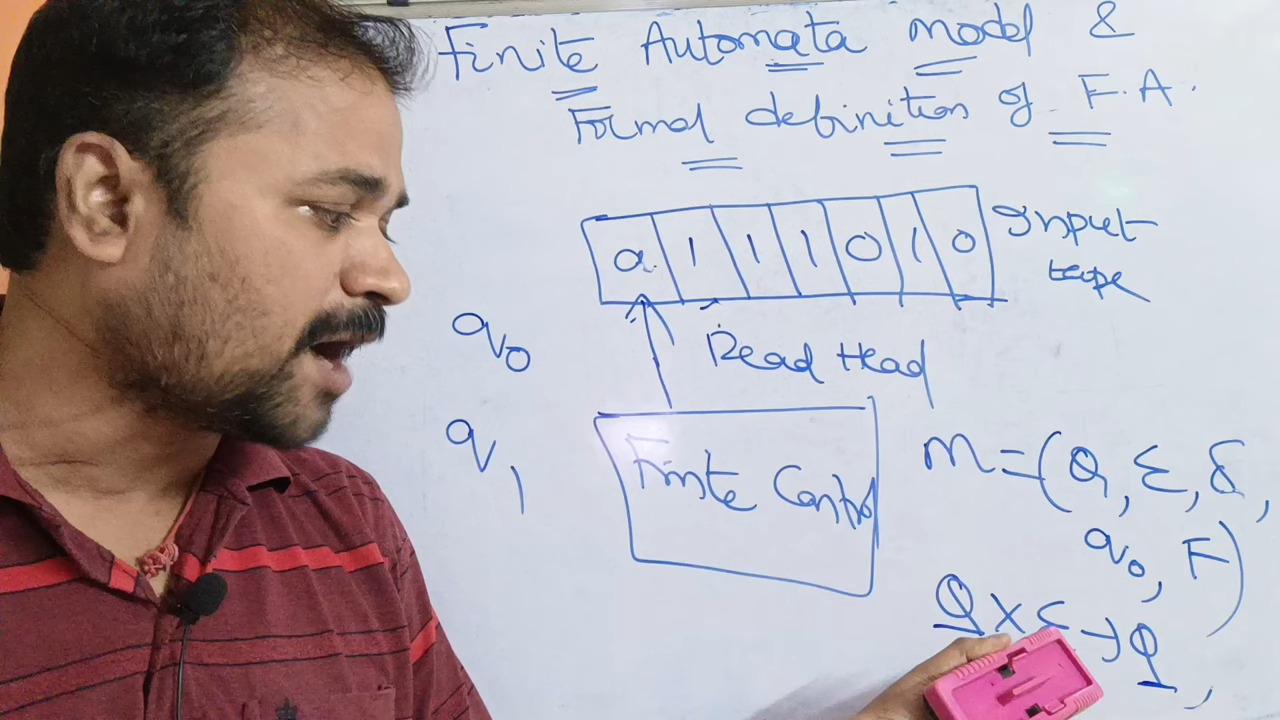 Finite Automata model &
Formal definition of F.A.
a 1 1 1 0 1 0
Input
tape
q0
Read Head
q1
Finite Control
M=(Q, Σ, δ,
q0, F)
Q X Σ → Q,